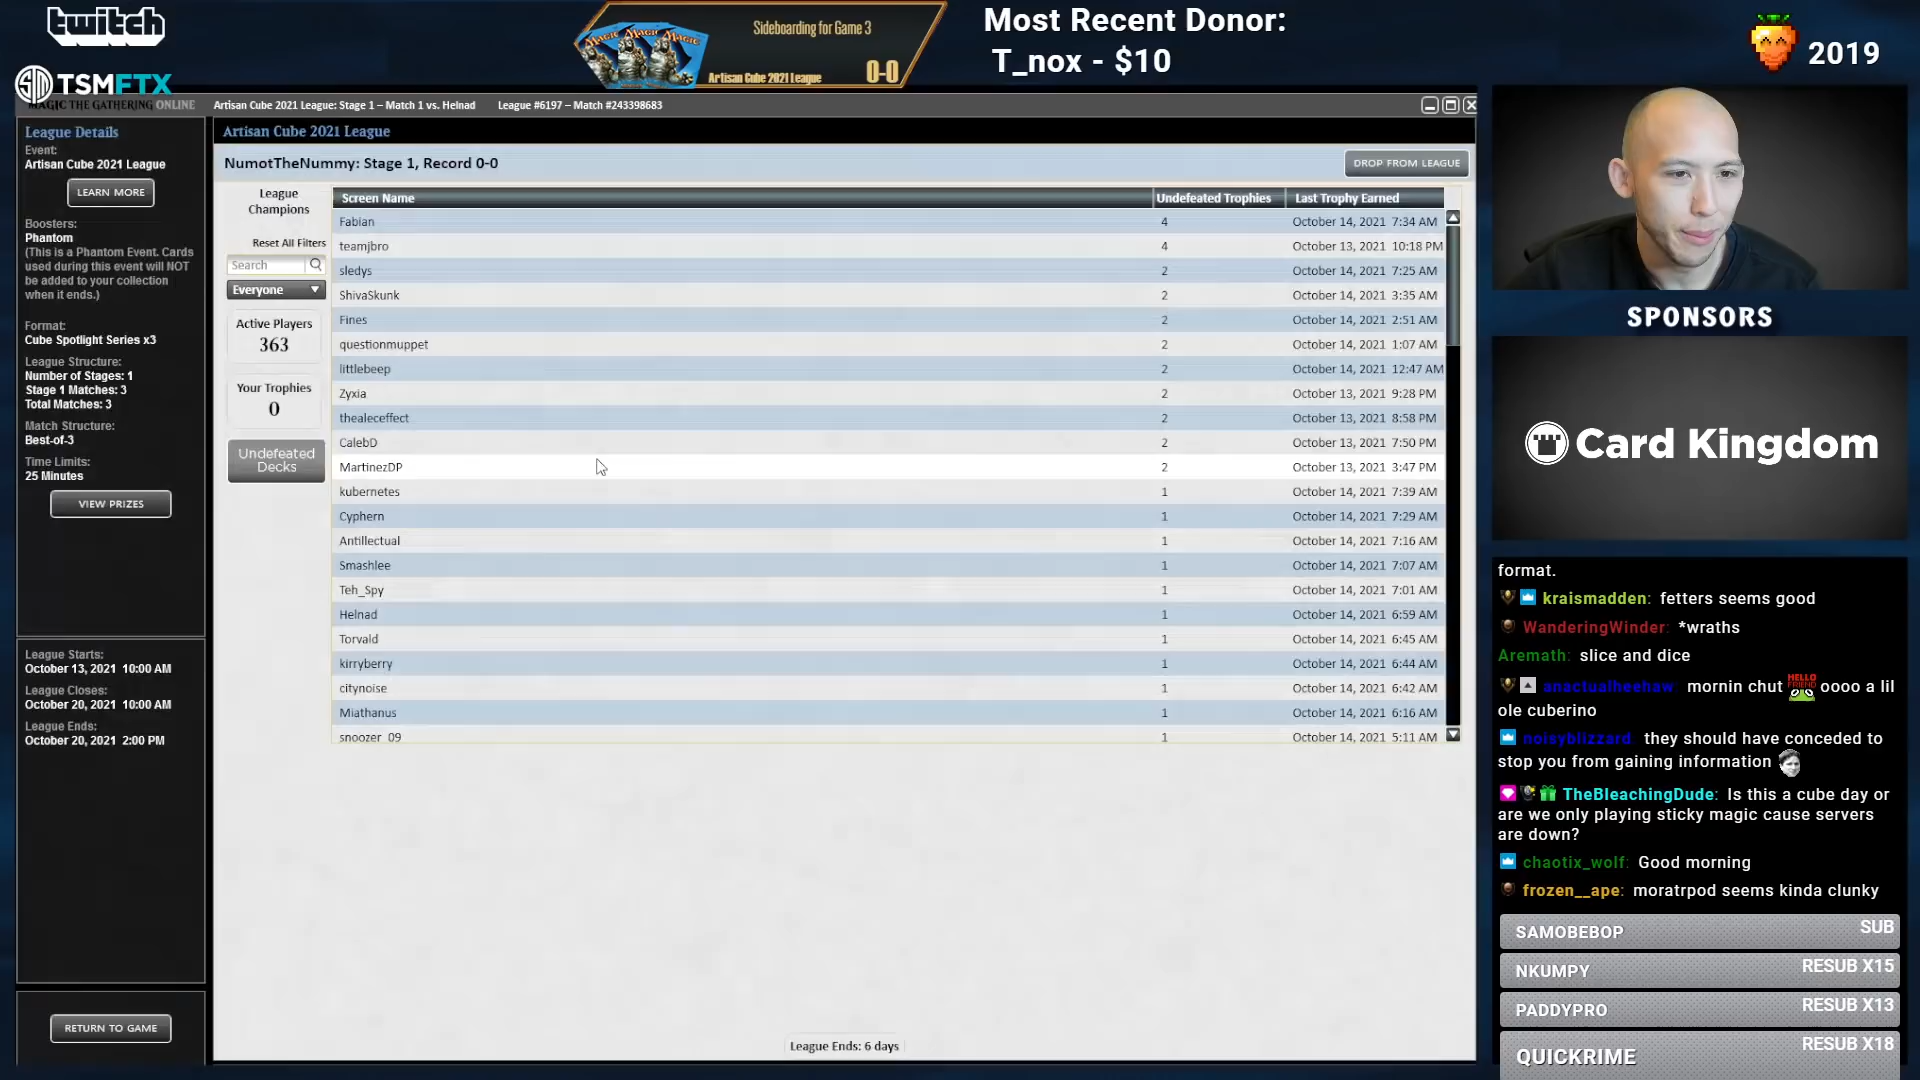 twitch
TSMFTX
MAGIC THE GATHERING ONLINE
Sideboarding for Game 3
Artisan Cube 2021 League
0-0
Most Recent Donor:
T_nox - $10
2019
Artisan Cube 2021 League: Stage 1 – Match 1 vs. Helnad
League #6197 – Match #243398683
League Details
Event:
Artisan Cube 2021 League
LEARN MORE
Boosters:
Phantom
(This is a Phantom Event. Cards
used during this event will NOT
be added to your collection
when it ends.)
Format:
Cube Spotlight Series x3
League Structure:
Number of Stages: 1
Stage 1 Matches: 3
Total Matches: 3
Match Structure:
Best-of-3
Time Limits:
25 Minutes
VIEW PRIZES
League Starts:
October 13, 2021 10:00 AM
League Closes:
October 20, 2021 10:00 AM
League Ends:
October 20, 2021 2:00 PM
RETURN TO GAME
Artisan Cube 2021 League
NumotTheNummy: Stage 1, Record 0-0
DROP FROM LEAGUE
League
Champions
Reset All Filters
Search
Everyone
Active Players
363
Your Trophies
0
Undefeated
Decks
Screen Name Undefeated Trophies Last Trophy Earned
Fabian 4 October 14, 2021 7:34 AM
teamjbro 4 October 13, 2021 10:18 PM
sledys 2 October 14, 2021 7:25 AM
ShivaSkunk 2 October 14, 2021 3:35 AM
Fines 2 October 14, 2021 2:51 AM
questionmuppet 2 October 14, 2021 1:07 AM
littlebeep 2 October 14, 2021 12:47 AM
Zyxia 2 October 13, 2021 9:28 PM
thealeceffect 2 October 13, 2021 8:58 PM
CalebD 2 October 13, 2021 7:50 PM
MartinezDP 2 October 13, 2021 3:47 PM
kubernetes 1 October 14, 2021 7:39 AM
Cyphern 1 October 14, 2021 7:29 AM
Antillectual 1 October 14, 2021 7:16 AM
Smashlee 1 October 14, 2021 7:07 AM
Teh_Spy 1 October 14, 2021 7:01 AM
Helnad 1 October 14, 2021 6:59 AM
Torvald 1 October 14, 2021 6:45 AM
kirryberry 1 October 14, 2021 6:44 AM
citynoise 1 October 14, 2021 6:42 AM
Miathanus 1 October 14, 2021 6:16 AM
snoozer_09 1 October 14, 2021 5:11 AM
League Ends: 6 days
SPONSORS
Card Kingdom
format.
kraismadden: fetters seems good
WanderingWinder: *wraths
Aremath: slice and dice
anactualheehaw: mornin chut HELLO FRIEND oooo a lil
ole cuberino
noisyblizzard: they should have conceded to
stop you from gaining information
TheBleachingDude: Is this a cube day or
are we only playing sticky magic cause servers
are down?
chaotix_wolf: Good morning
frozen__ape: moratrpod seems kinda clunky
SAMOBEBOP SUB
NKUMPY RESUB X15
PADDYPRO RESUB X13
QUICKRIME RESUB X18